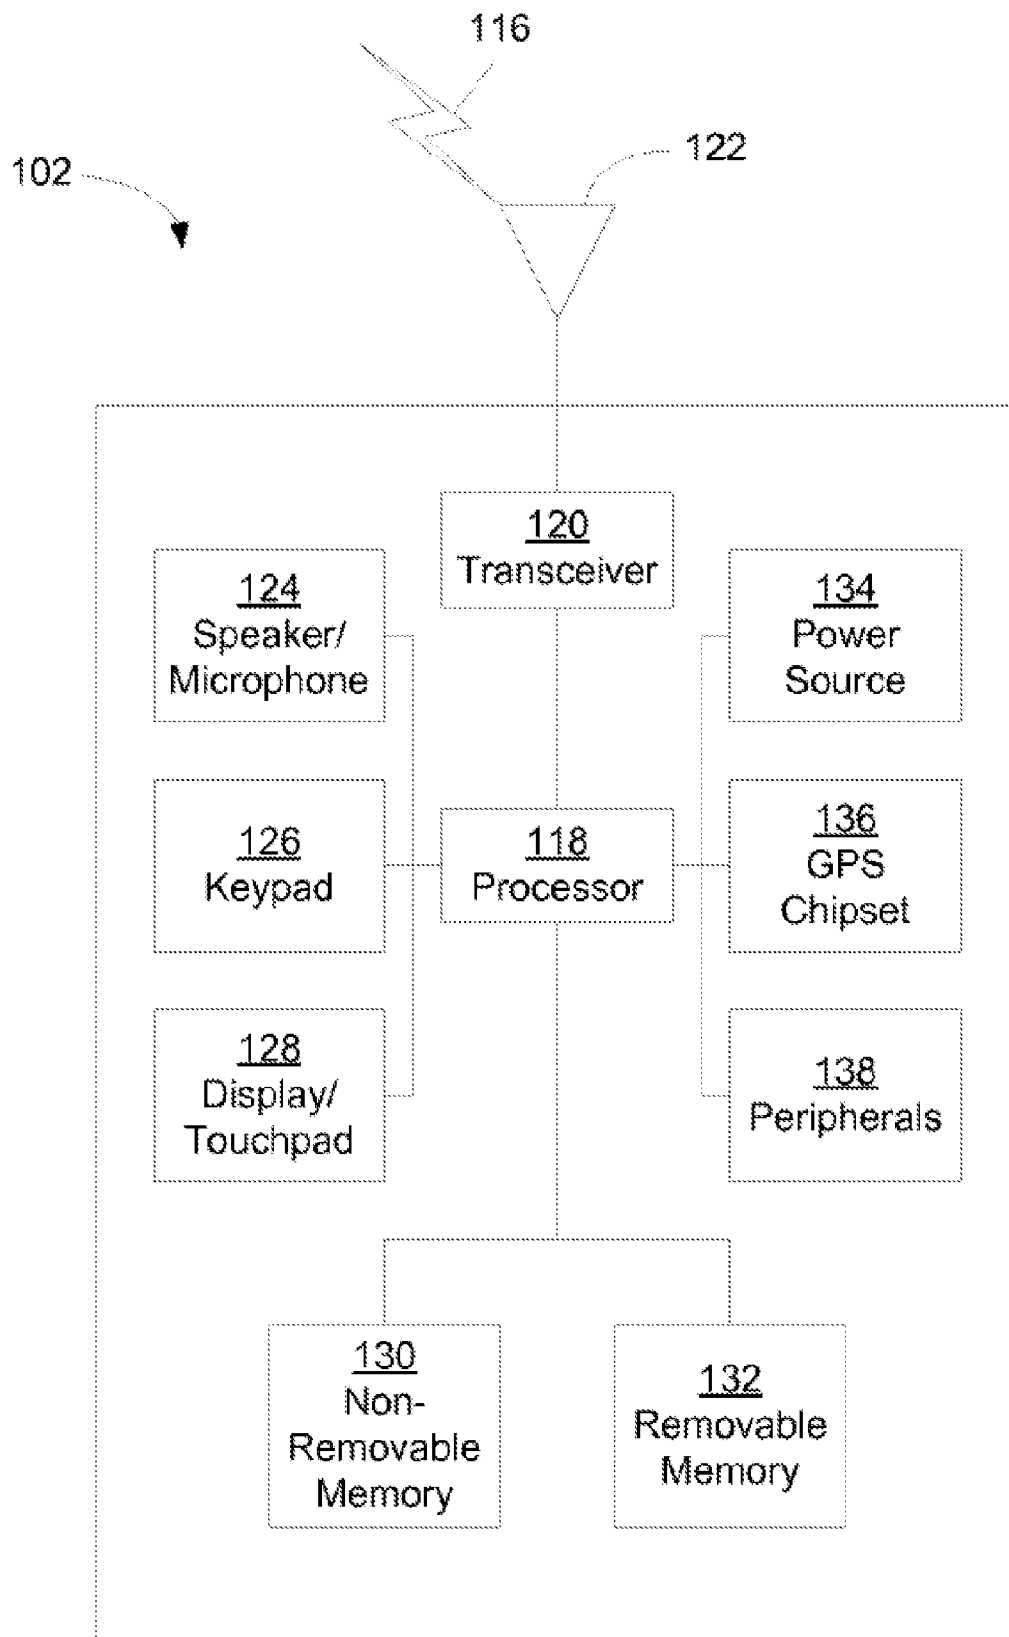 116
122
102
120
Transceiver
124
Speaker/
Microphone
134
Power
Source
126
Keypad
118
Processor
136
GPS
Chipset
128
Display/
Touchpad
138
Peripherals
130
Non-
Removable
Memory
132
Removable
Memory